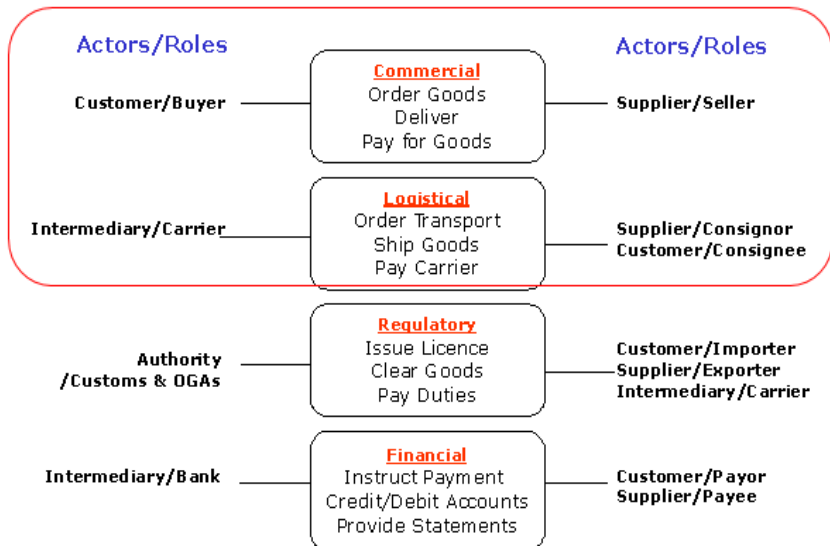 Actors/Roles
Actors/Roles
Commercial
Order Goods
Deliver
Pay for Goods
Customer/Buyer
Supplier/Seller
Logistical
Order Transport
Ship Goods
Pay Carrier
Intermediary/Carrier
Supplier/Consignor
Customer/Consignee
Regulatory
Issue Licence
Clear Goods
Pay Duties
Authority
/Customs & OGAs
Customer/Importer
Supplier/Exporter
Intermediary/Carrier
Financial
Instruct Payment
Credit/Debit Accounts
Provide Statements
Intermediary/Bank
Customer/Payor
Supplier/Payee